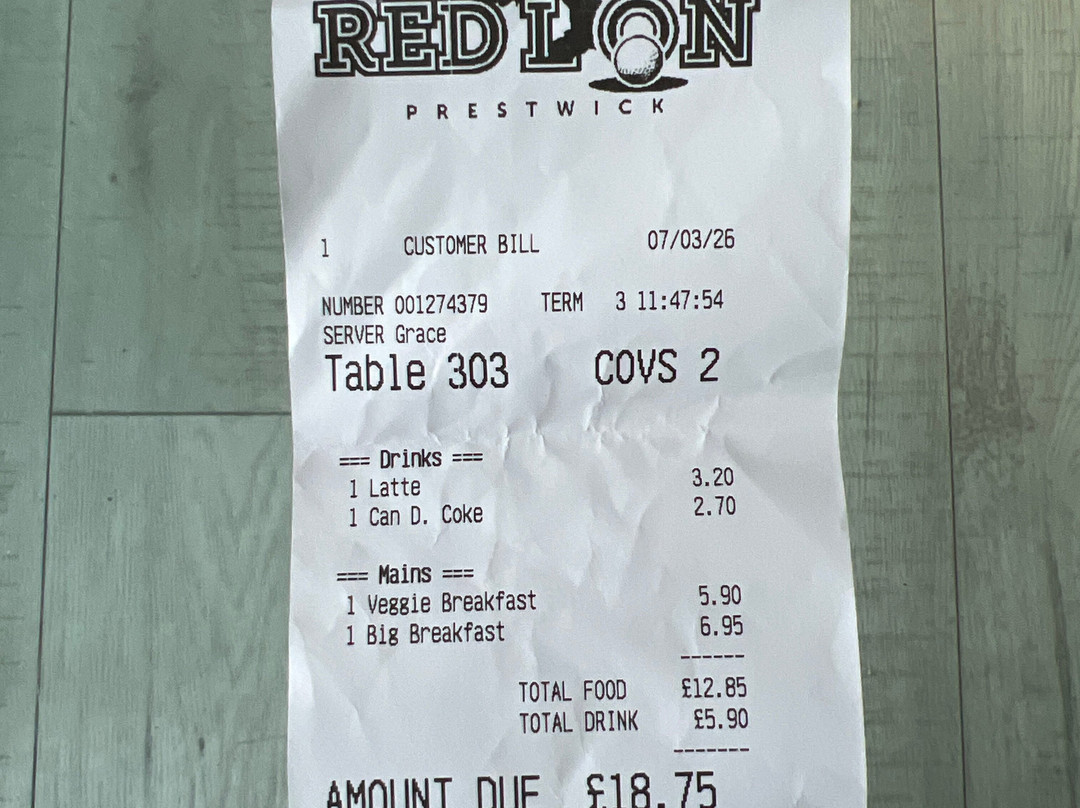 RED LION
PRESTWICK
1 CUSTOMER BILL 07/03/26
NUMBER 001274379 TERM 3 11:47:54
SERVER Grace
Table 303 COVS 2
=== Drinks ===
1 Latte 3.20
1 Can D. Coke 2.70
=== Mains ===
1 Veggie Breakfast 5.90
1 Big Breakfast 6.95
------
TOTAL FOOD £12.85
TOTAL DRINK £5.90
-------
AMOUNT DUE £18.75